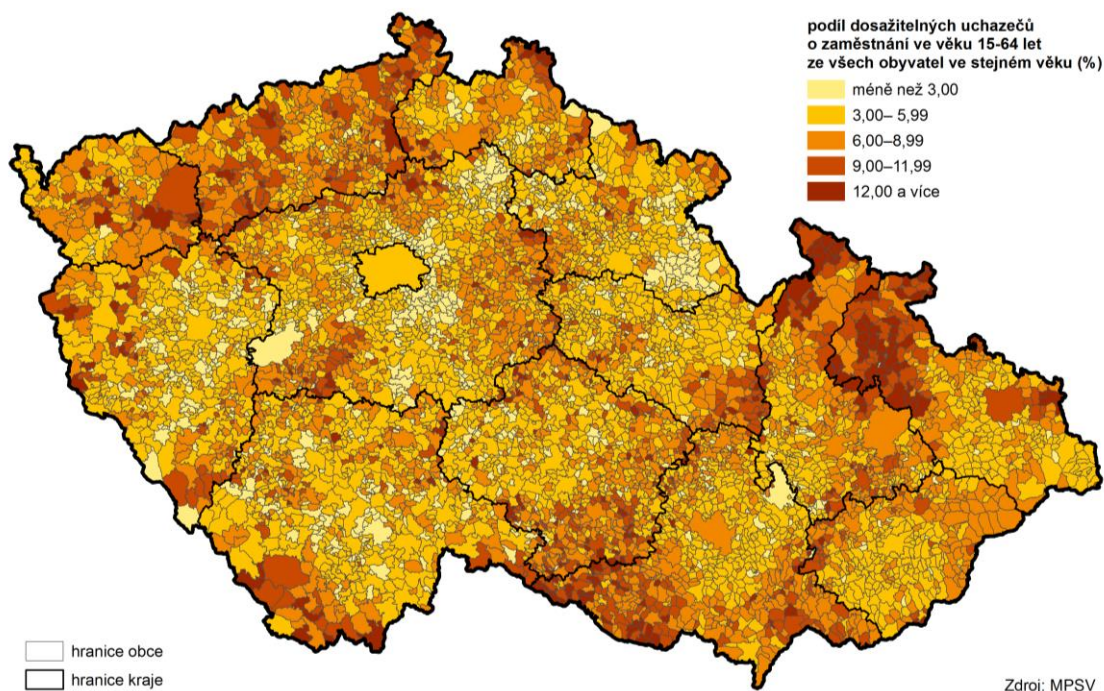 podíl dosažitelných uchazečů
o zaměstnání ve věku 15-64 let
ze všech obyvatel ve stejném věku (%)
méně než 3,00
3,00– 5,99
6,00–8,99
9,00–11,99
12,00 a více
hranice obce
hranice kraje
Zdroj: MPSV